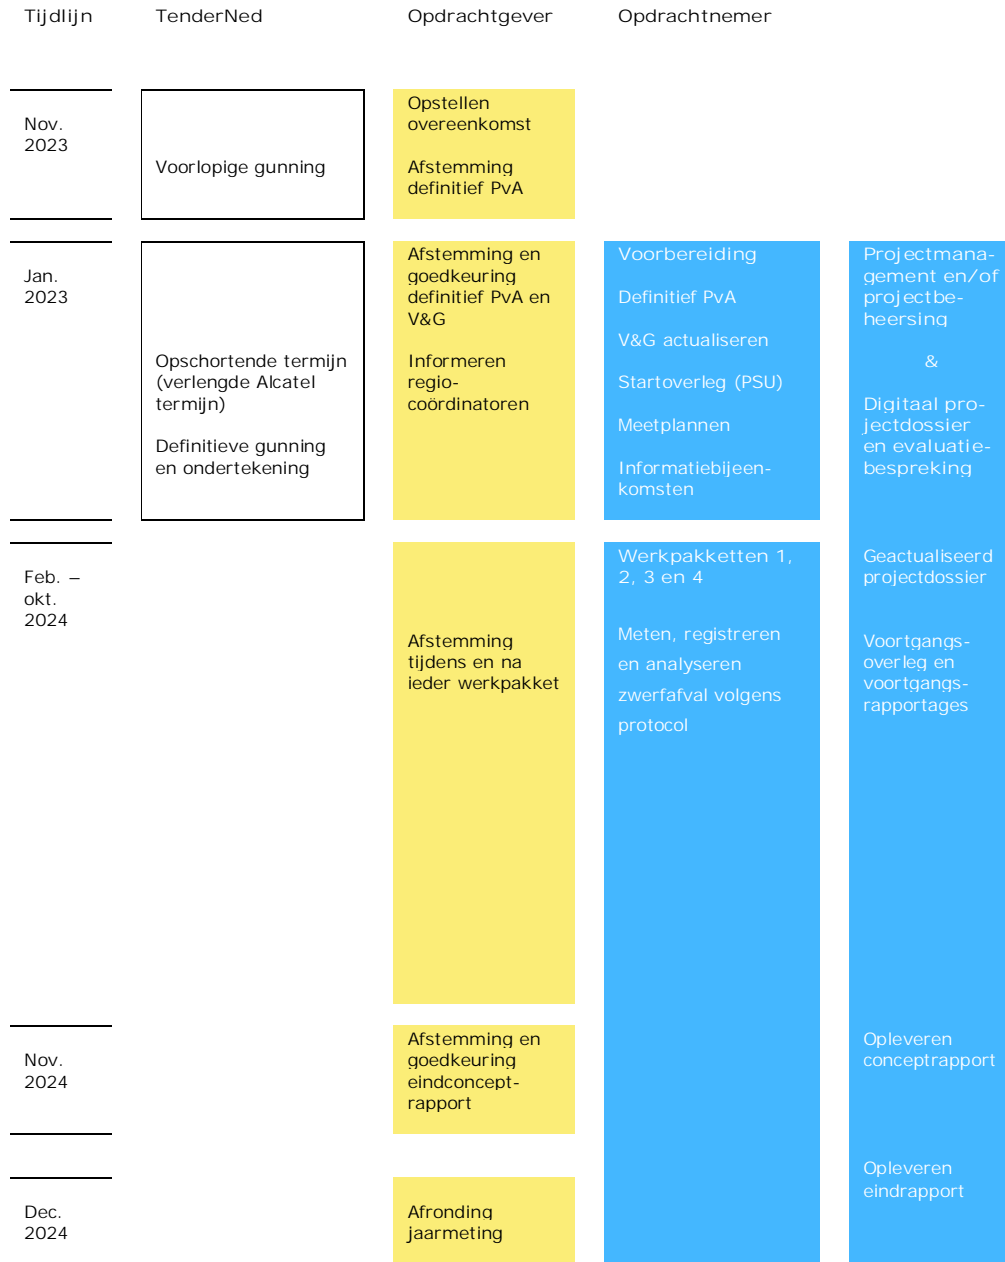 Tijdlijn
TenderNed
Opdrachtgever
Opdrachtnemer
Nov.
2023
Voorlopige gunning
Opstellen
overeenkomst
Afstemming
definitief PvA
Jan.
2023
Opschortende termijn
(verlengde Alcatel
termijn)
Definitieve gunning
en ondertekening
Afstemming en
goedkeuring
definitief PvA en
V&G
Informeren
regio-
coördinatoren
Voorbereiding
Definitief PvA
V&G actualiseren
Startoverleg (PSU)
Meetplannen
Informatiebijeen-
komsten
Projectmana-
gement en/of
projectbe-
heersing
&
Digitaal pro-
jectdossier
en evaluatie-
bespreking
Feb. –
okt.
2024
Afstemming
tijdens en na
ieder werkpakket
Werkpakketten 1,
2, 3 en 4
Meten, registreren
en analyseren
zwerfafval volgens
protocol
Geactualiseerd
projectdossier
Voortgangs-
overleg en
voortgangs-
rapportages
Nov.
2024
Afstemming en
goedkeuring
eindconcept-
rapport
Opleveren
conceptrapport
Opleveren
eindrapport
Dec.
2024
Afronding
jaarmeting